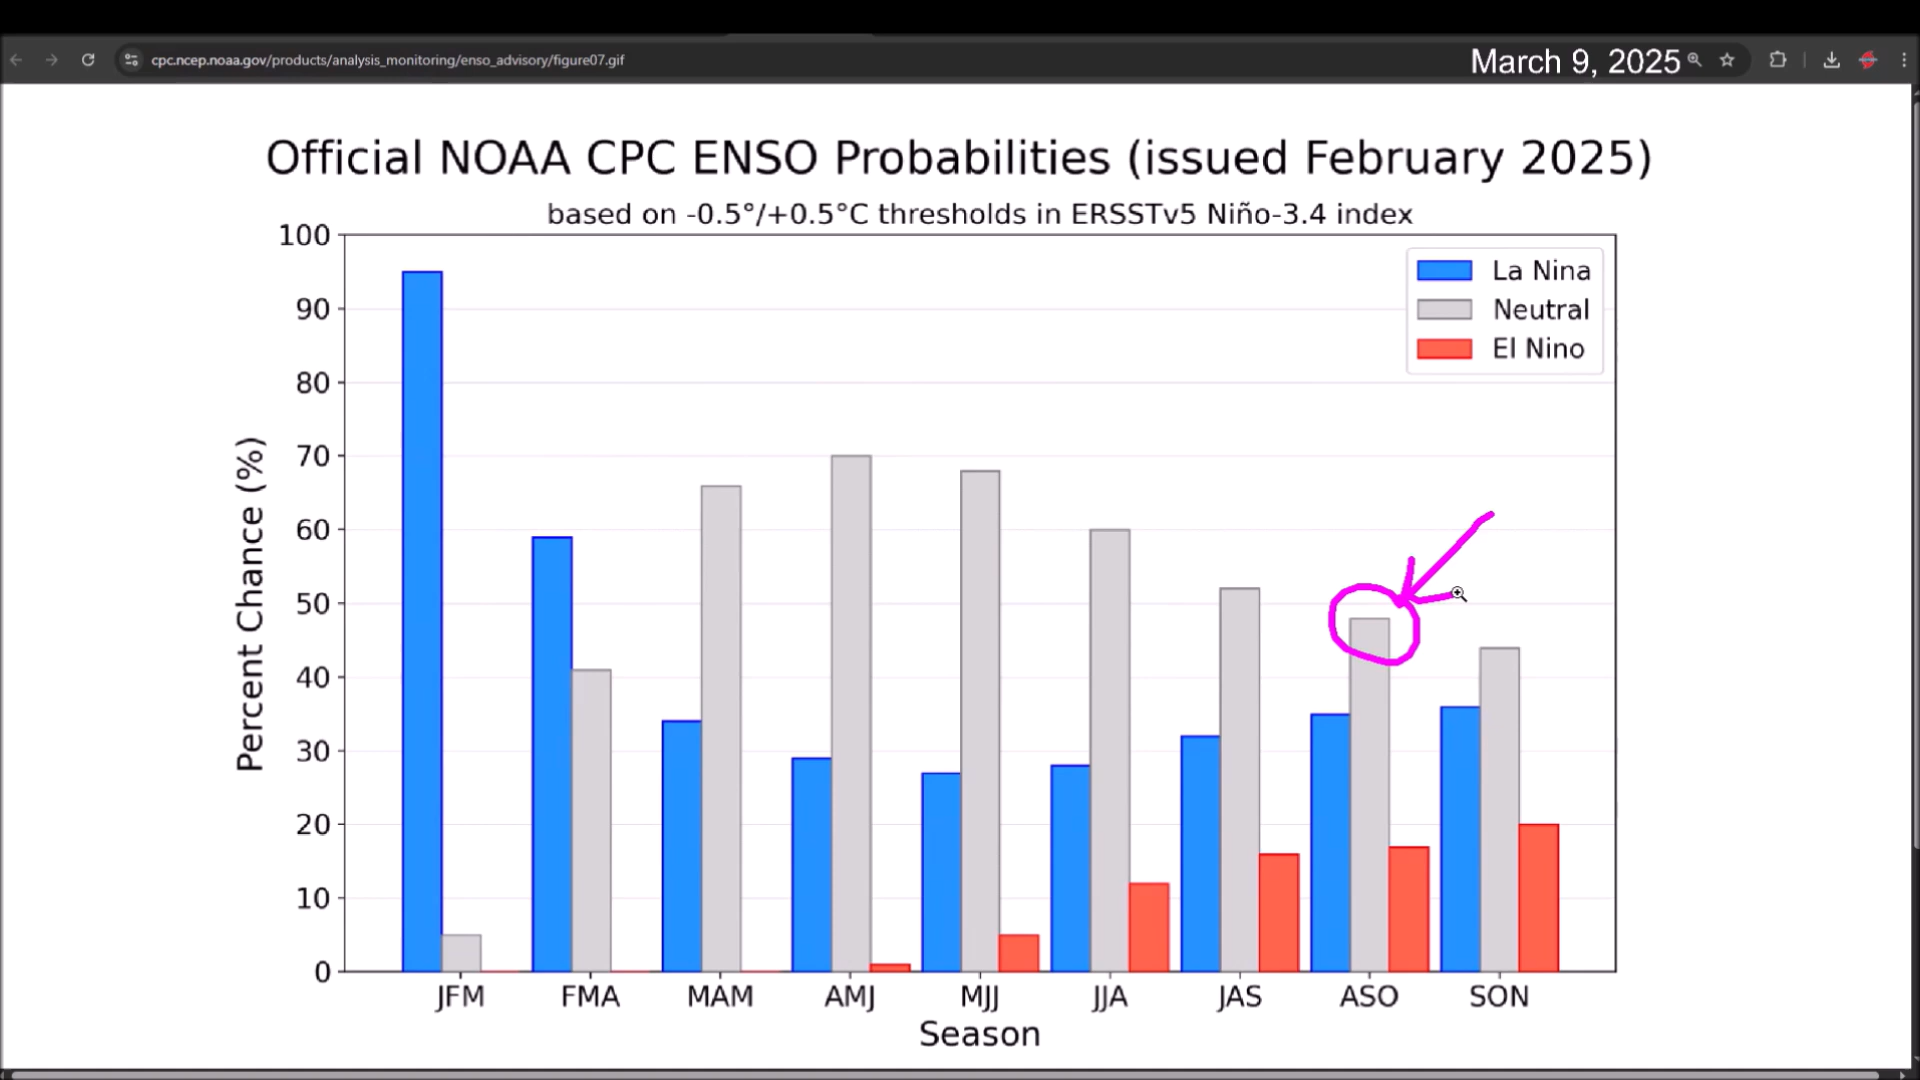 cpc.ncep.noaa.gov/products/analysis_monitoring/enso_advisory/figure07.gif
March 9, 2025
Official NOAA CPC ENSO Probabilities (issued February 2025)
based on -0.5°/+0.5°C thresholds in ERSSTv5 Niño-3.4 index
La Nina
Neutral
El Nino
Percent Chance (%)
100
90
80
70
60
50
40
30
20
10
0
JFM FMA MAM AMJ MJJ JJA JAS ASO SON
Season